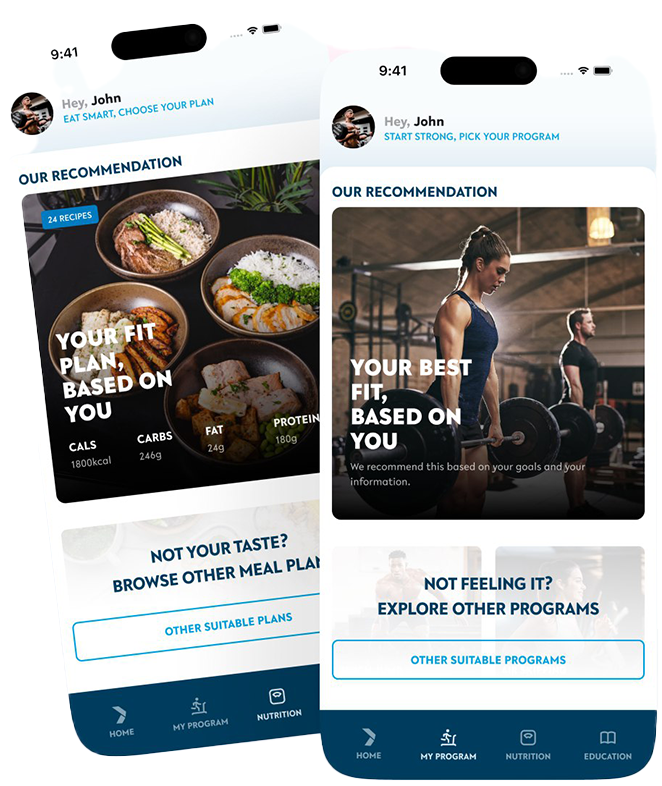 9:41
Hey, John
EAT SMART, CHOOSE YOUR PLAN
OUR RECOMMENDATION
24 RECIPES
YOUR FIT
PLAN,
BASED ON
YOU
CALS
CARBS
FAT
PROTEIN
1800kcal
246g
24g
180g
NOT YOUR TASTE?
BROWSE OTHER MEAL PLAN
OTHER SUITABLE PLANS
HOME
MY PROGRAM
NUTRITION
9:41
Hey, John
START STRONG, PICK YOUR PROGRAM
OUR RECOMMENDATION
YOUR BEST
FIT,
BASED ON
YOU
We recommend this based on your goals and your
information.
NOT FEELING IT?
EXPLORE OTHER PROGRAMS
OTHER SUITABLE PROGRAMS
HOME
MY PROGRAM
NUTRITION
EDUCATION